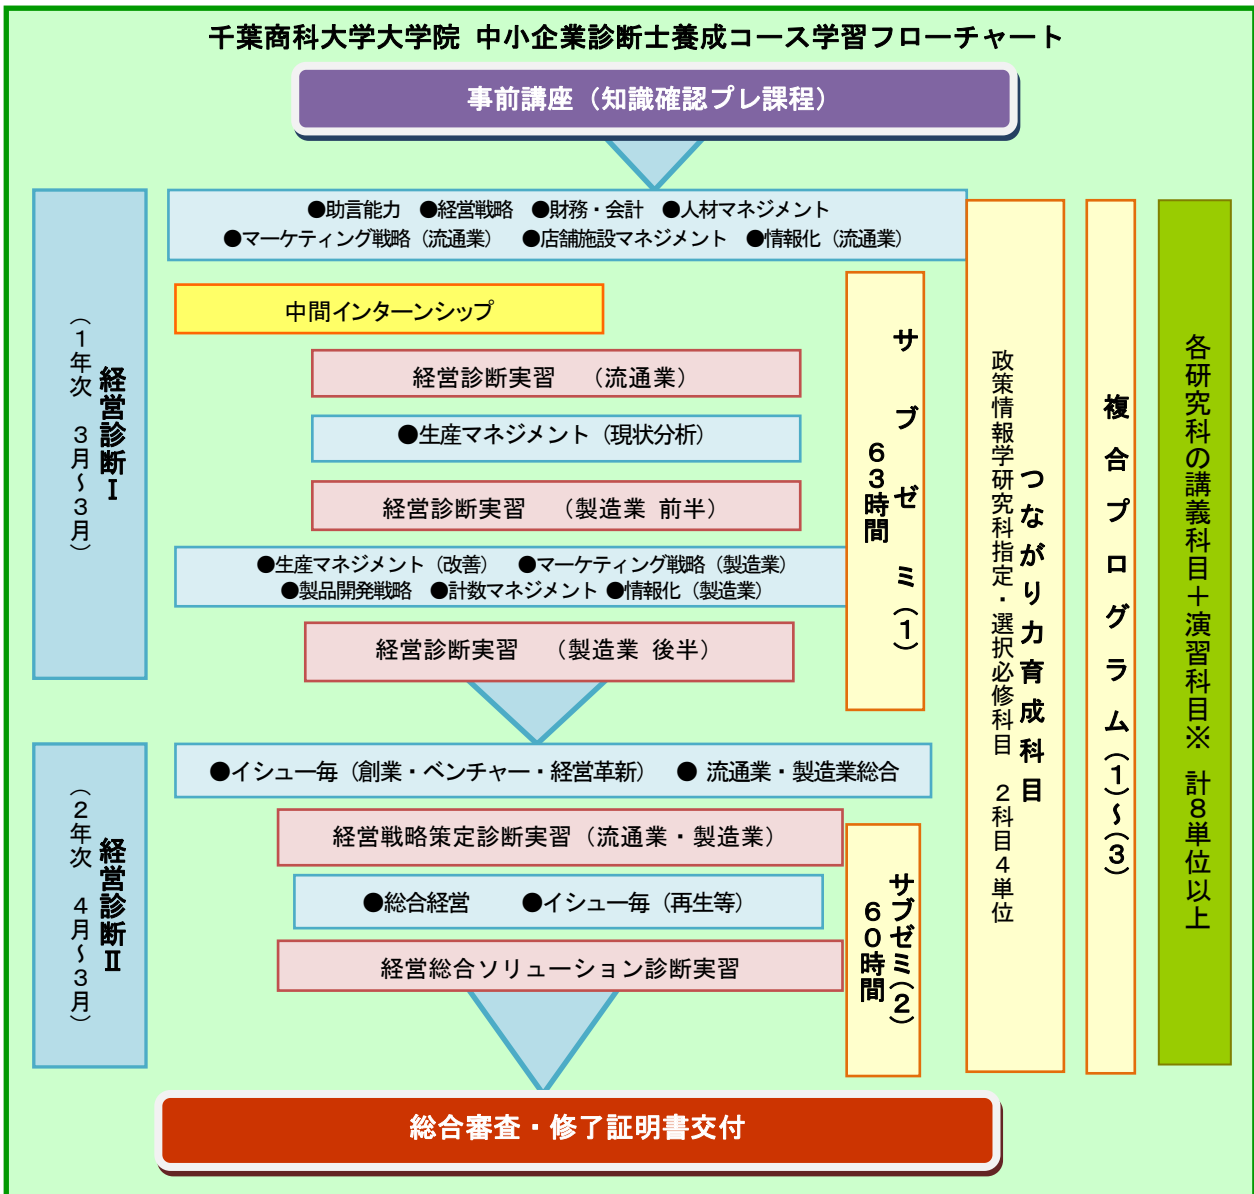 千葉商科大学大学院 中小企業診断士養成コース学習フローチャート
事前講座（知識確認プレ課程）
経営診断Ⅰ
（１年次　３月～３月）
●助言能力　●経営戦略　●財務・会計　●人材マネジメント
●マーケティング戦略（流通業）　●店舗施設マネジメント　●情報化（流通業）
中間インターンシップ
経営診断実習　（流通業）
●生産マネジメント（現状分析）
経営診断実習　（製造業 前半）
●生産マネジメント（改善）　●マーケティング戦略（製造業）
●製品開発戦略　●計数マネジメント ●情報化（製造業）
経営診断実習　（製造業 後半）
サブゼミ（１）
６３時間
経営診断Ⅱ
（２年次　４月～３月）
●イシュー毎（創業・ベンチャー・経営革新）　● 流通業・製造業総合
経営戦略策定診断実習（流通業・製造業）
●総合経営　●イシュー毎（再生等）
経営総合ソリューション診断実習
サブゼミ（２）
６０時間
つながり力育成科目
政策情報学研究科指定・選択必修科目　２科目４単位
複合プログラム（１）～（３）
各研究科の講義科目＋演習科目※　計８単位以上
総合審査・修了証明書交付